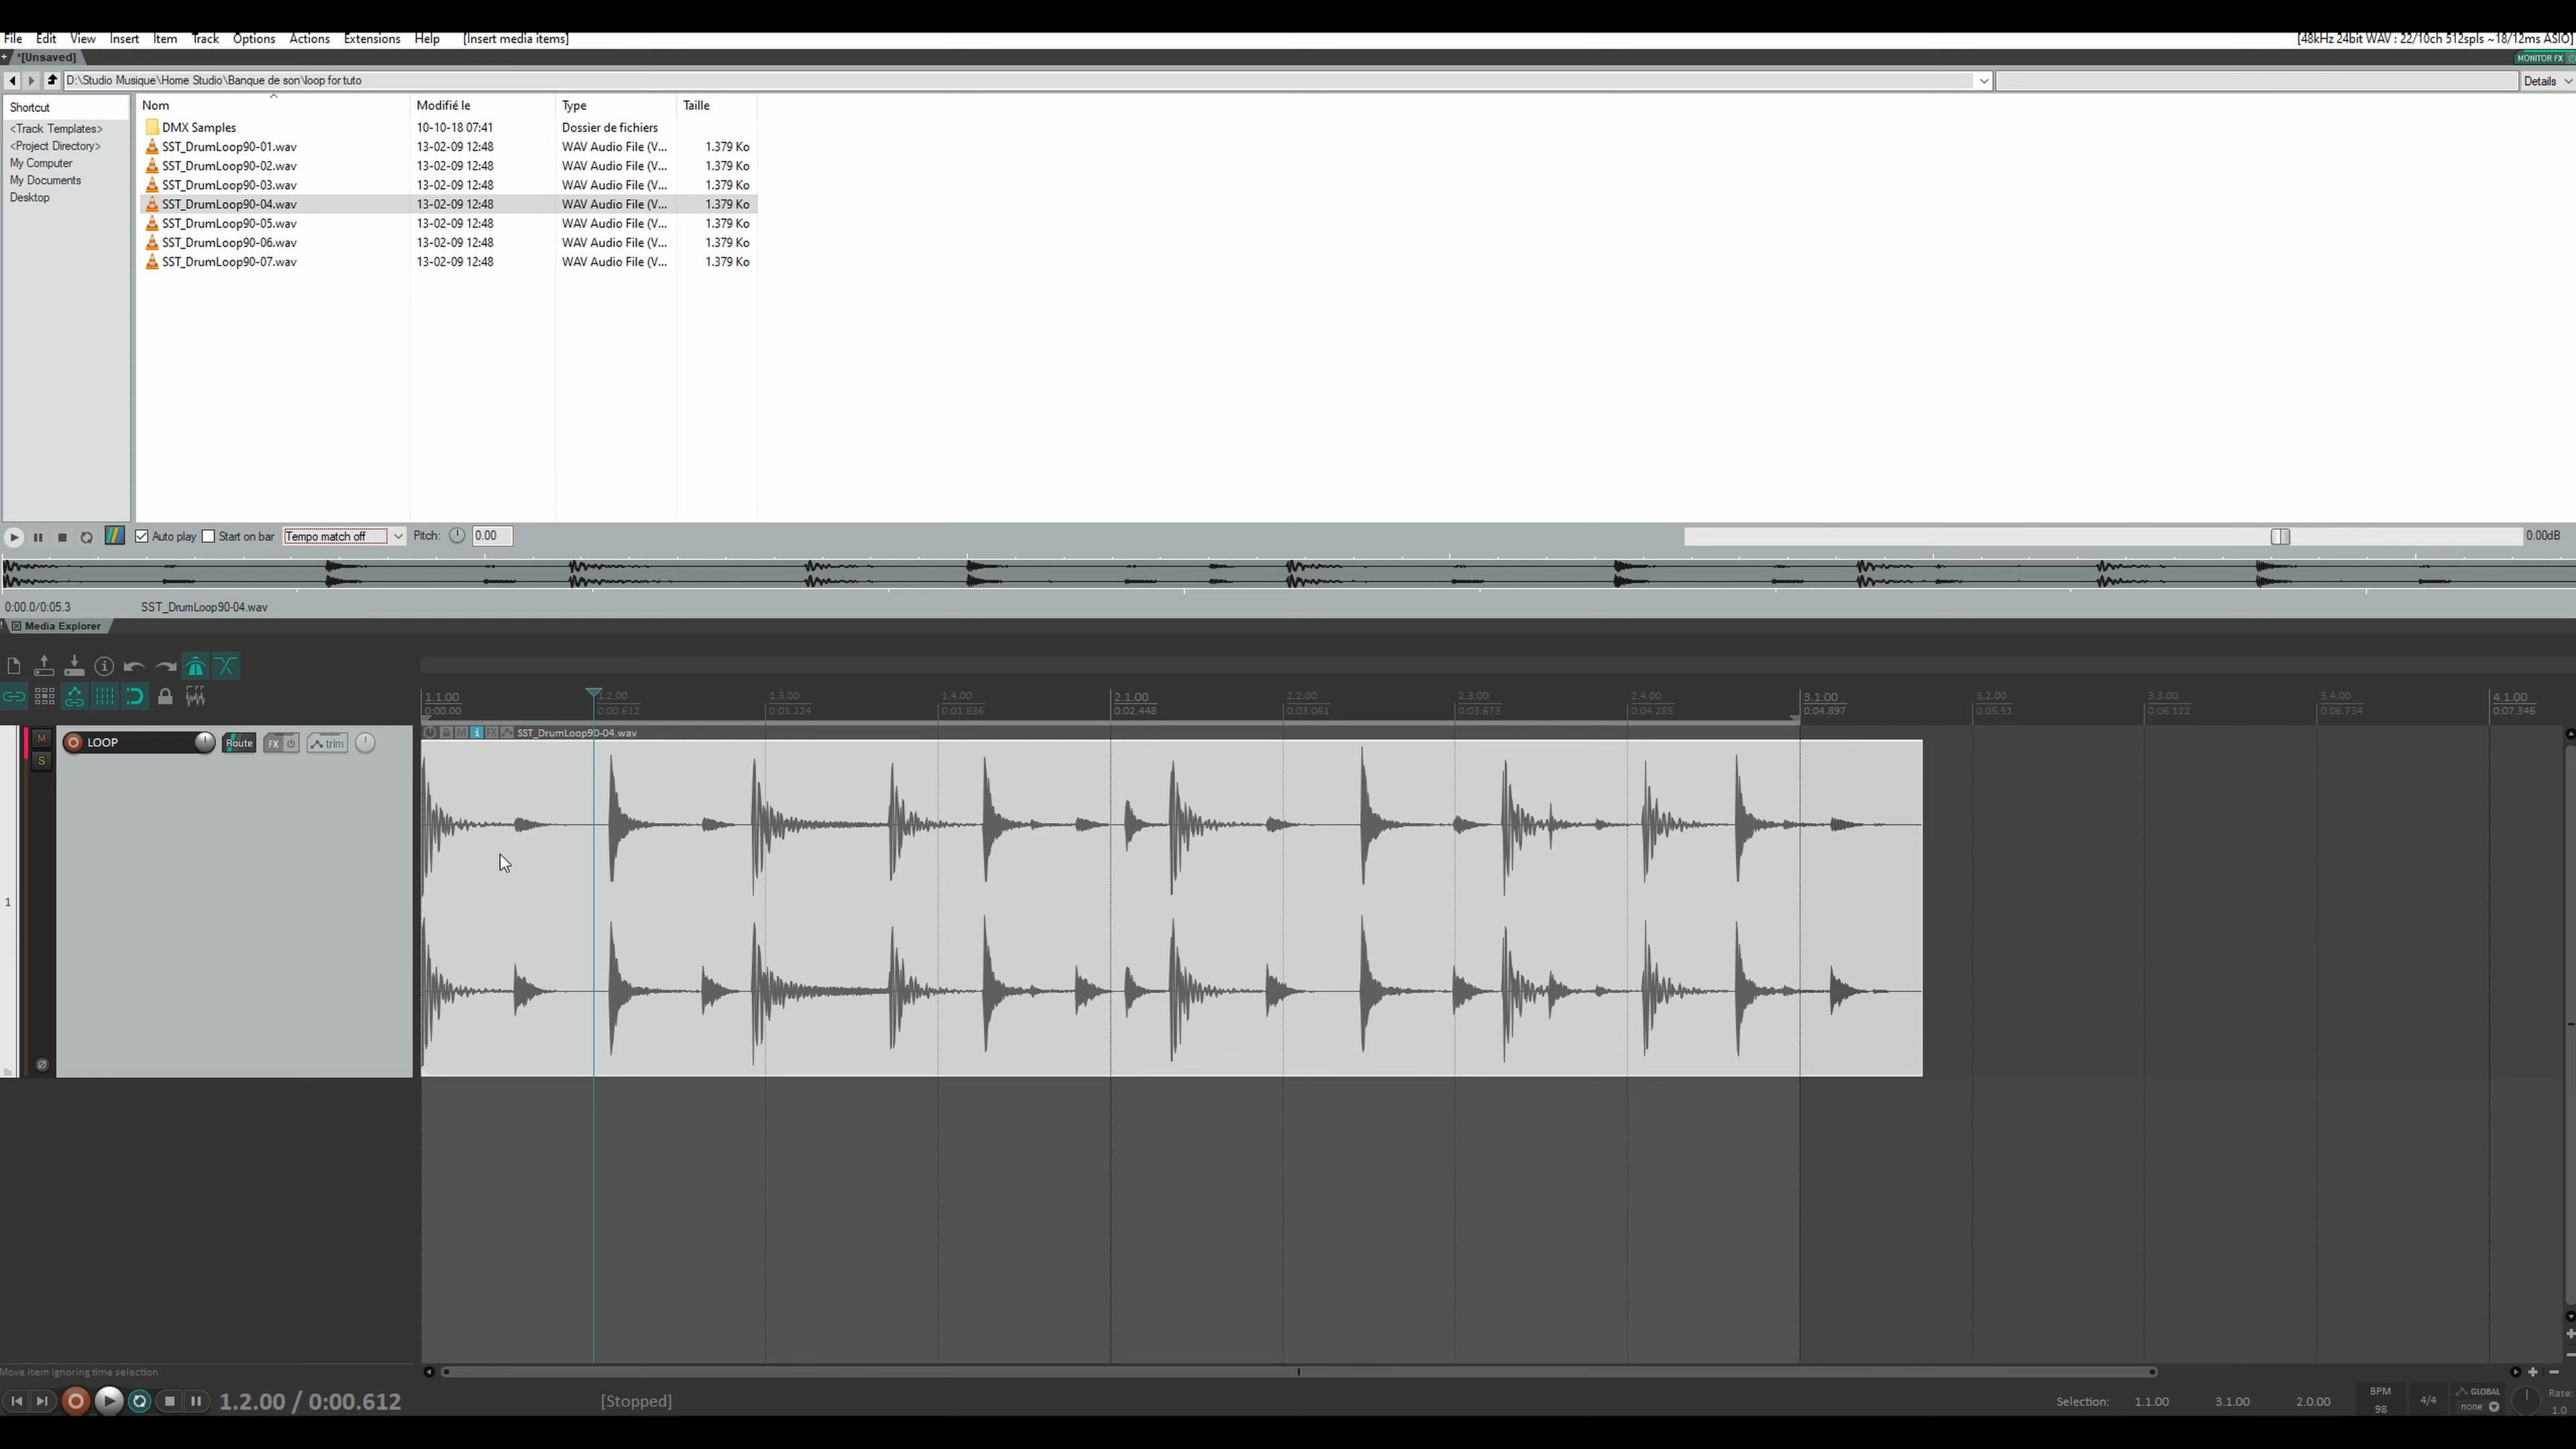 File Edit View Insert Item Track Options Actions Extensions Help [Insert media items] [48kHz 24bit WAV : 22/10ch 512spls ~18/12ms ASIO]
*[Unsaved] MONITOR FX
D:\Studio Musique\Home Studio\Banque de son\loop for tuto Details
Shortcut Nom Modifié le Type Taille
<Track Templates> DMX Samples 10-10-18 07:41 Dossier de fichiers
<Project Directory> SST_DrumLoop90-01.wav 13-02-09 12:48 WAV Audio File (V... 1.379 Ko
My Computer SST_DrumLoop90-02.wav 13-02-09 12:48 WAV Audio File (V... 1.379 Ko
My Documents SST_DrumLoop90-03.wav 13-02-09 12:48 WAV Audio File (V... 1.379 Ko
Desktop SST_DrumLoop90-04.wav 13-02-09 12:48 WAV Audio File (V... 1.379 Ko
SST_DrumLoop90-05.wav 13-02-09 12:48 WAV Audio File (V... 1.379 Ko
SST_DrumLoop90-06.wav 13-02-09 12:48 WAV Audio File (V... 1.379 Ko
SST_DrumLoop90-07.wav 13-02-09 12:48 WAV Audio File (V... 1.379 Ko
Auto play Start on bar Tempo match off Pitch: 0.00 0.00dB
0:00.0/0:05.3 SST_DrumLoop90-04.wav
Media Explorer
1.1.00 1.2.00 1.3.00 1.4.00 2.1.00 2.2.00 2.3.00 2.4.00 3.1.00 3.2.00 3.3.00 3.4.00 4.1.00
0:00.00 0:00.612 0:01.224 0:01.836 0:02.448 0:03.061 0:03.673 0:04.285 0:04.897 0:05.51 0:06.122 0:06.734 0:07.346
M i FX SST_DrumLoop90-04.wav
M LOOP Route FX trim
S
1
Move item ignoring time selection
1.2.00 / 0:00.612 [Stopped] Selection: 1.1.00 3.1.00 2.0.00 BPM 98 4/4 GLOBAL none Rate: 1.0